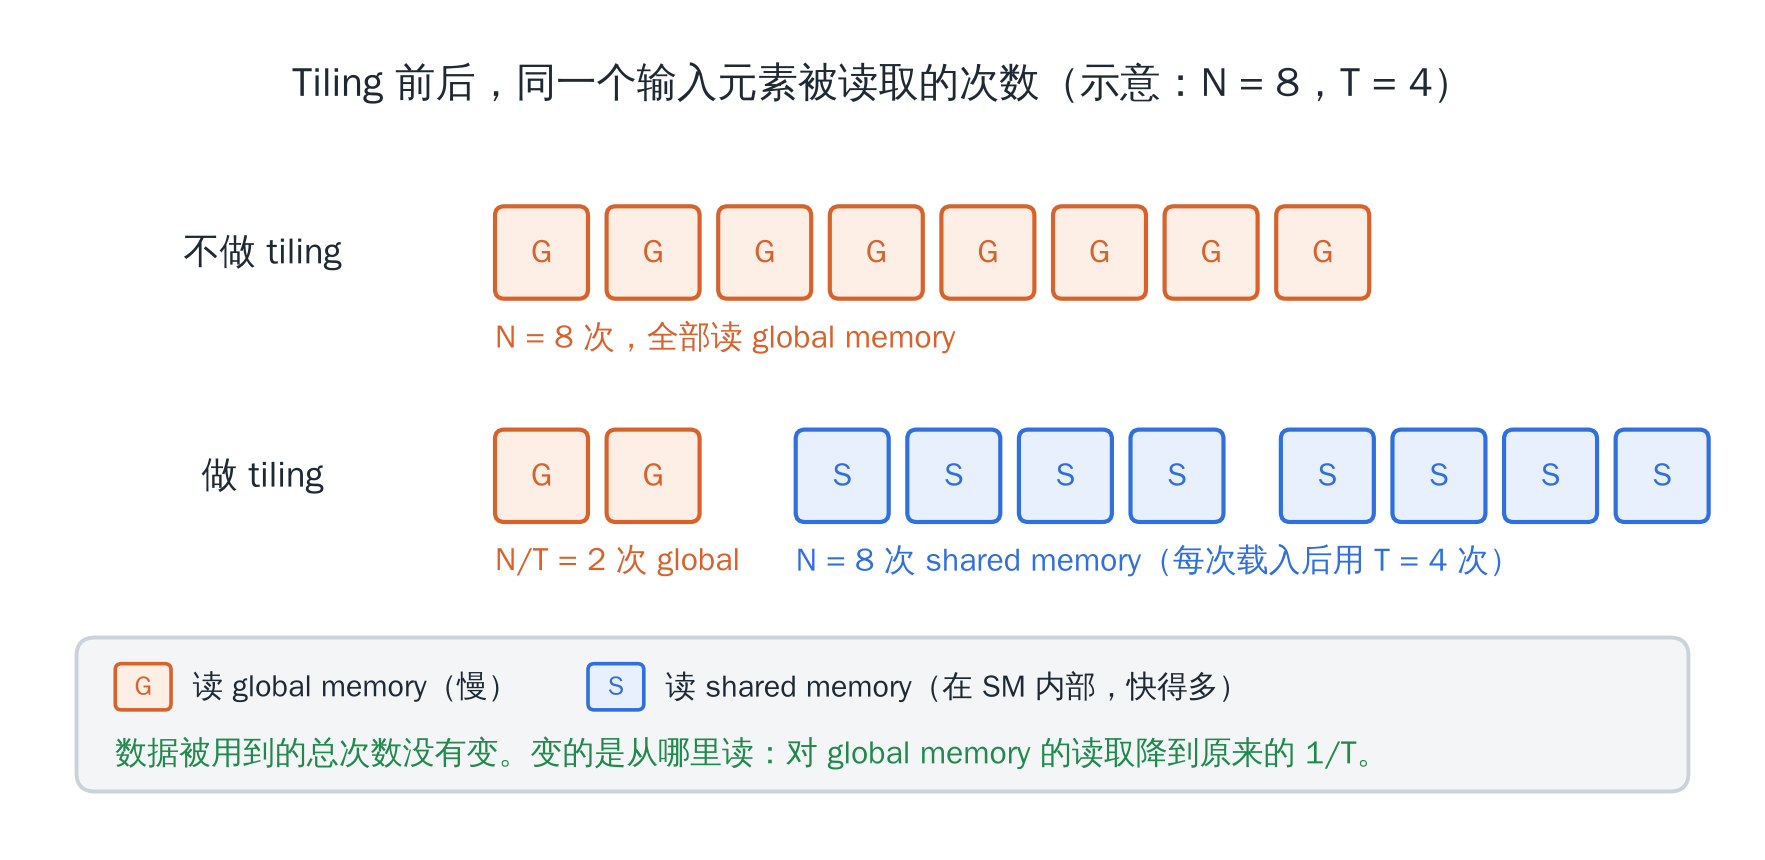 Tiling 前后，同一个输入元素被读取的次数（示意：N = 8，T = 4）
不做 tiling
G G G G G G G G
N = 8 次，全部读 global memory
做 tiling
G G S S S S S S S S
N/T = 2 次 global
N = 8 次 shared memory（每次载入后用 T = 4 次）
G 读 global memory（慢）
S 读 shared memory（在 SM 内部，快得多）
数据被用到的总次数没有变。变的是从哪里读：对 global memory 的读取降到原来的 1/T。